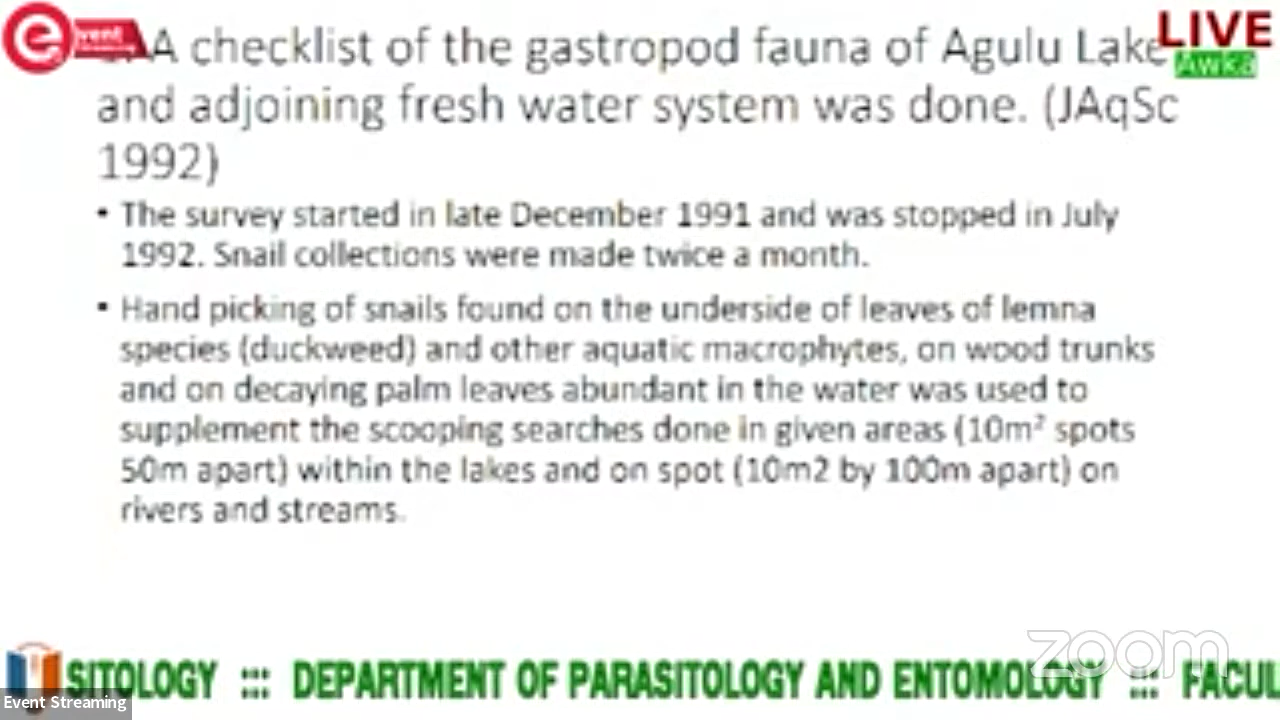 event
Streaming
LIVE
Awka
A checklist of the gastropod fauna of Agulu Lake
and adjoining fresh water system was done. (JAqSc
1992)
• The survey started in late December 1991 and was stopped in July
1992. Snail collections were made twice a month.
• Hand picking of snails found on the underside of leaves of lemna
species (duckweed) and other aquatic macrophytes, on wood trunks
and on decaying palm leaves abundant in the water was used to
supplement the scooping searches done in given areas (10m² spots
50m apart) within the lakes and on spot (10m2 by 100m apart) on
rivers and streams.
zoom
SITOLOGY ::: DEPARTMENT OF PARASITOLOGY AND ENTOMOLOGY ::: FACUL
Event Streaming